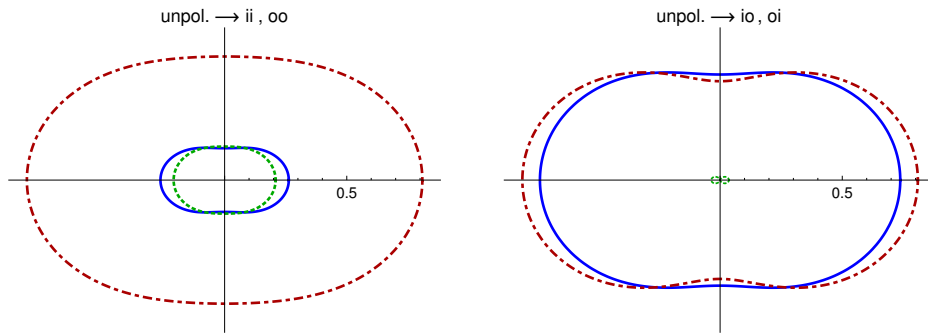 unpol. ⟶ ii , oo
0.5
unpol. ⟶ io , oi
0.5